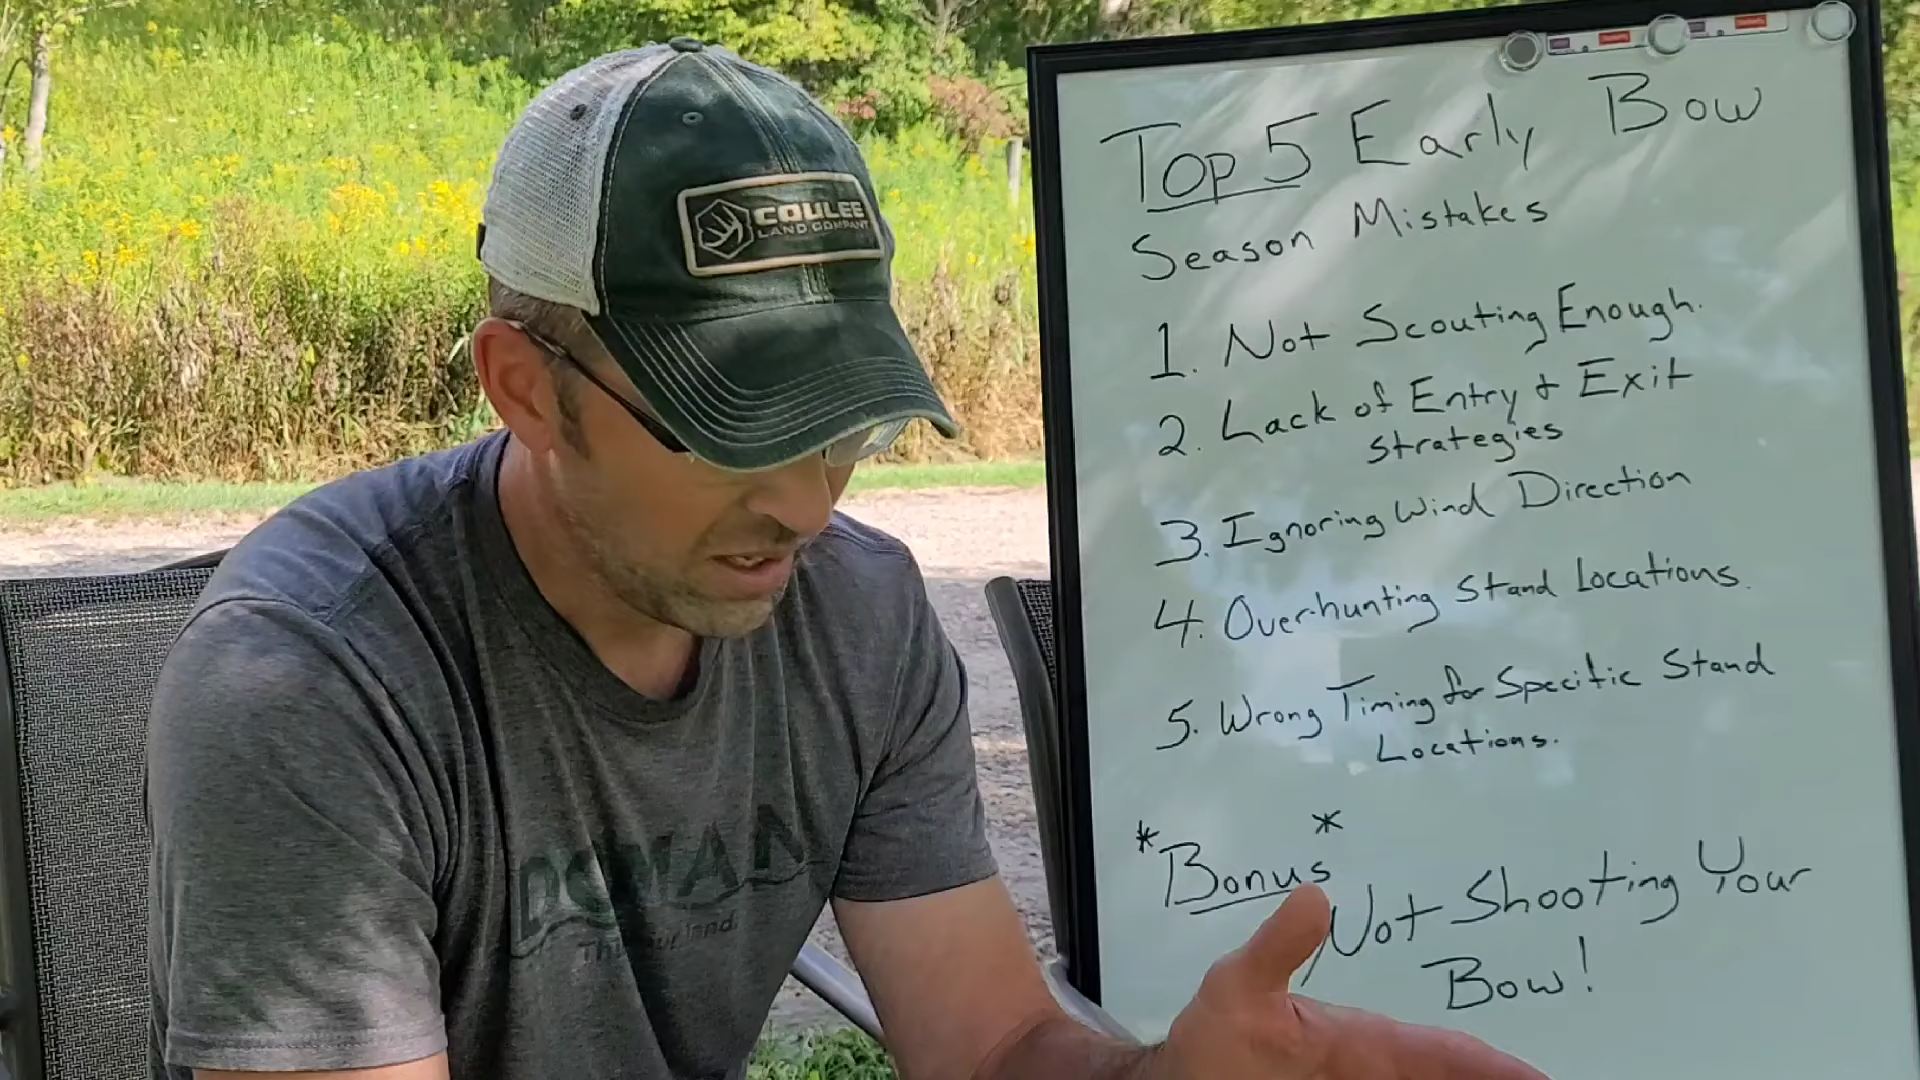 COULEE
LAND COMPANY
Top 5 Early Bow
Season Mistakes
1. Not Scouting Enough.
2. Lack of Entry & Exit
Strategies
3. Ignoring Wind Direction
4. Over-hunting Stand Locations.
5. Wrong Timing for Specific Stand
Locations.
* Bonus *
Not Shooting Your
Bow!